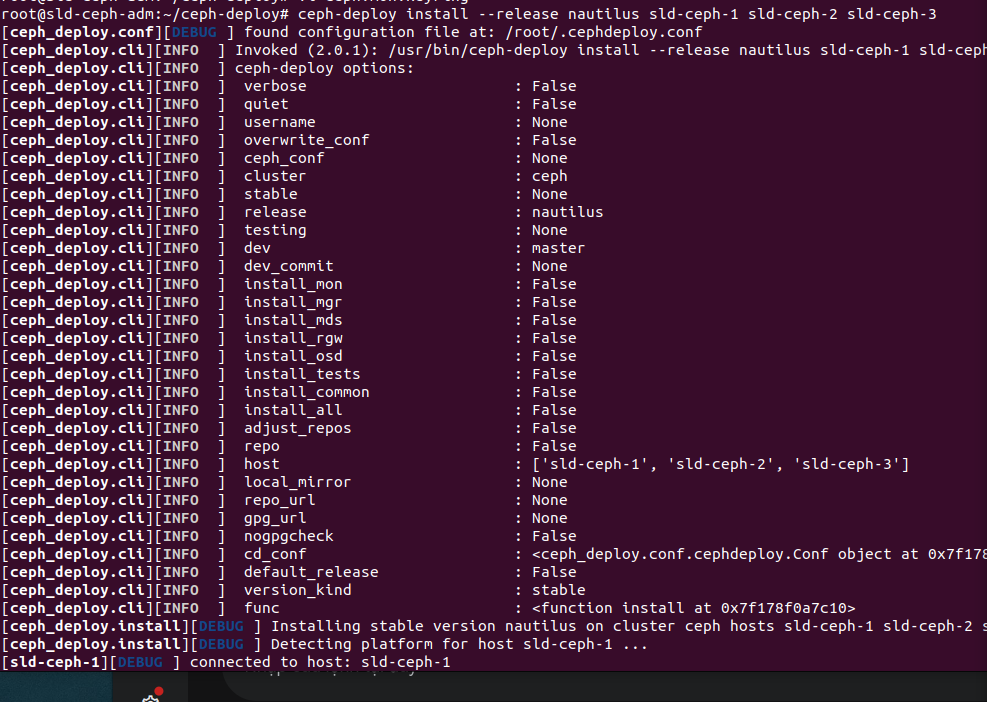 root@sld-ceph-adm:~/ceph-deploy# ceph-deploy install --release nautilus sld-ceph-1 sld-ceph-2 sld-ceph-3
[ceph_deploy.conf][DEBUG ] found configuration file at: /root/.cephdeploy.conf
[ceph_deploy.cli][INFO  ] Invoked (2.0.1): /usr/bin/ceph-deploy install --release nautilus sld-ceph-1 sld-ceph
[ceph_deploy.cli][INFO  ] ceph-deploy options:
[ceph_deploy.cli][INFO  ]  verbose                       : False
[ceph_deploy.cli][INFO  ]  quiet                         : False
[ceph_deploy.cli][INFO  ]  username                      : None
[ceph_deploy.cli][INFO  ]  overwrite_conf                : False
[ceph_deploy.cli][INFO  ]  ceph_conf                     : None
[ceph_deploy.cli][INFO  ]  cluster                       : ceph
[ceph_deploy.cli][INFO  ]  stable                        : None
[ceph_deploy.cli][INFO  ]  release                       : nautilus
[ceph_deploy.cli][INFO  ]  testing                       : None
[ceph_deploy.cli][INFO  ]  dev                           : master
[ceph_deploy.cli][INFO  ]  dev_commit                    : None
[ceph_deploy.cli][INFO  ]  install_mon                   : False
[ceph_deploy.cli][INFO  ]  install_mgr                   : False
[ceph_deploy.cli][INFO  ]  install_mds                   : False
[ceph_deploy.cli][INFO  ]  install_rgw                   : False
[ceph_deploy.cli][INFO  ]  install_osd                   : False
[ceph_deploy.cli][INFO  ]  install_tests                 : False
[ceph_deploy.cli][INFO  ]  install_common                : False
[ceph_deploy.cli][INFO  ]  install_all                   : False
[ceph_deploy.cli][INFO  ]  adjust_repos                  : False
[ceph_deploy.cli][INFO  ]  repo                          : False
[ceph_deploy.cli][INFO  ]  host                          : ['sld-ceph-1', 'sld-ceph-2', 'sld-ceph-3']
[ceph_deploy.cli][INFO  ]  local_mirror                  : None
[ceph_deploy.cli][INFO  ]  repo_url                      : None
[ceph_deploy.cli][INFO  ]  gpg_url                       : None
[ceph_deploy.cli][INFO  ]  nogpgcheck                    : False
[ceph_deploy.cli][INFO  ]  cd_conf                       : <ceph_deploy.conf.cephdeploy.Conf object at 0x7f178
[ceph_deploy.cli][INFO  ]  default_release               : False
[ceph_deploy.cli][INFO  ]  version_kind                  : stable
[ceph_deploy.cli][INFO  ]  func                          : <function install at 0x7f178f0a7c10>
[ceph_deploy.install][DEBUG ] Installing stable version nautilus on cluster ceph hosts sld-ceph-1 sld-ceph-2 s
[ceph_deploy.install][DEBUG ] Detecting platform for host sld-ceph-1 ...
[sld-ceph-1][DEBUG ] connected to host: sld-ceph-1